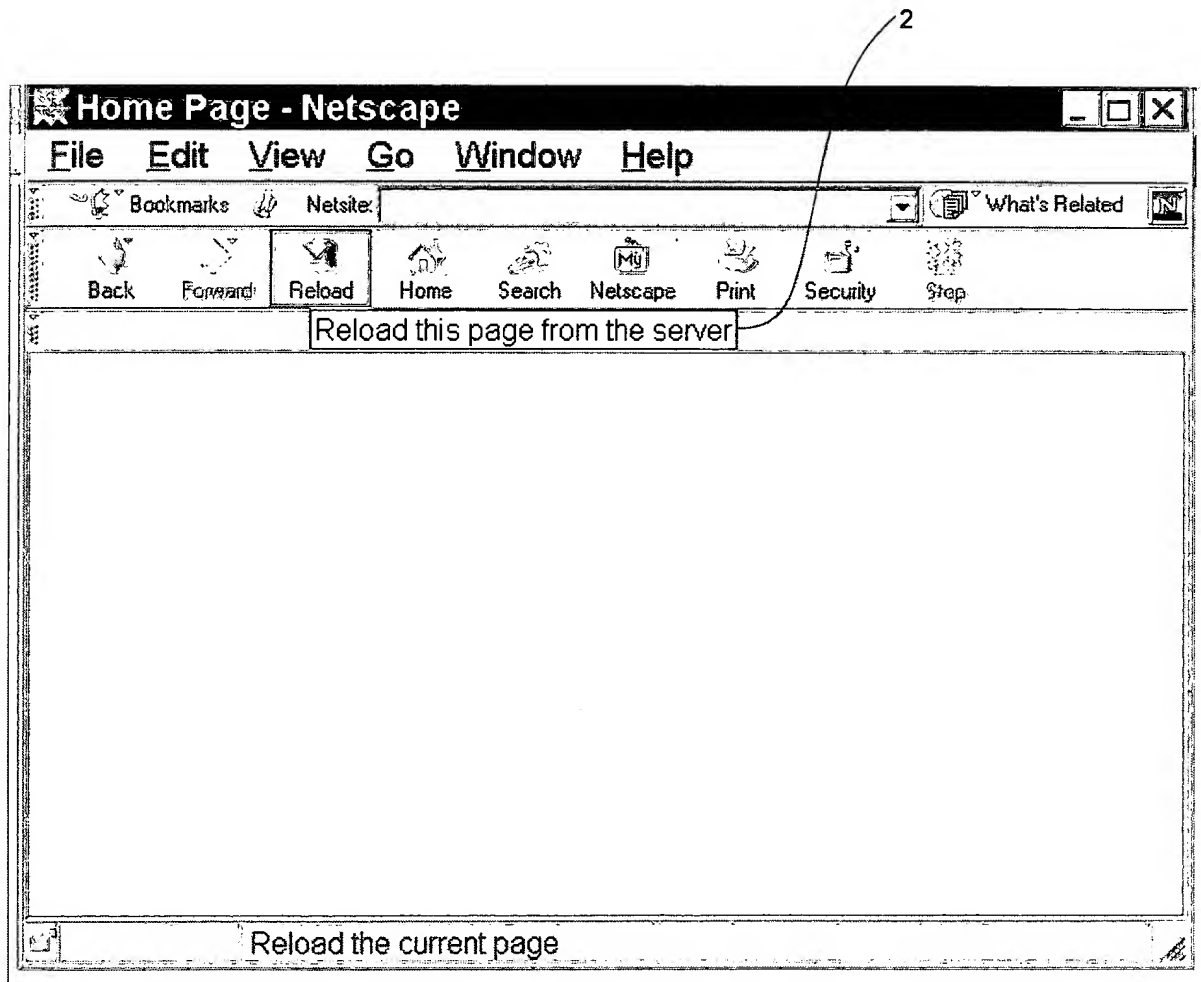 2
Home Page - Netscape
File Edit View Go Window Help
Bookmarks Netsite: What's Related N
My
Back Forward Reload Home Search Netscape Print Security Stop
Reload this page from the server
Reload the current page